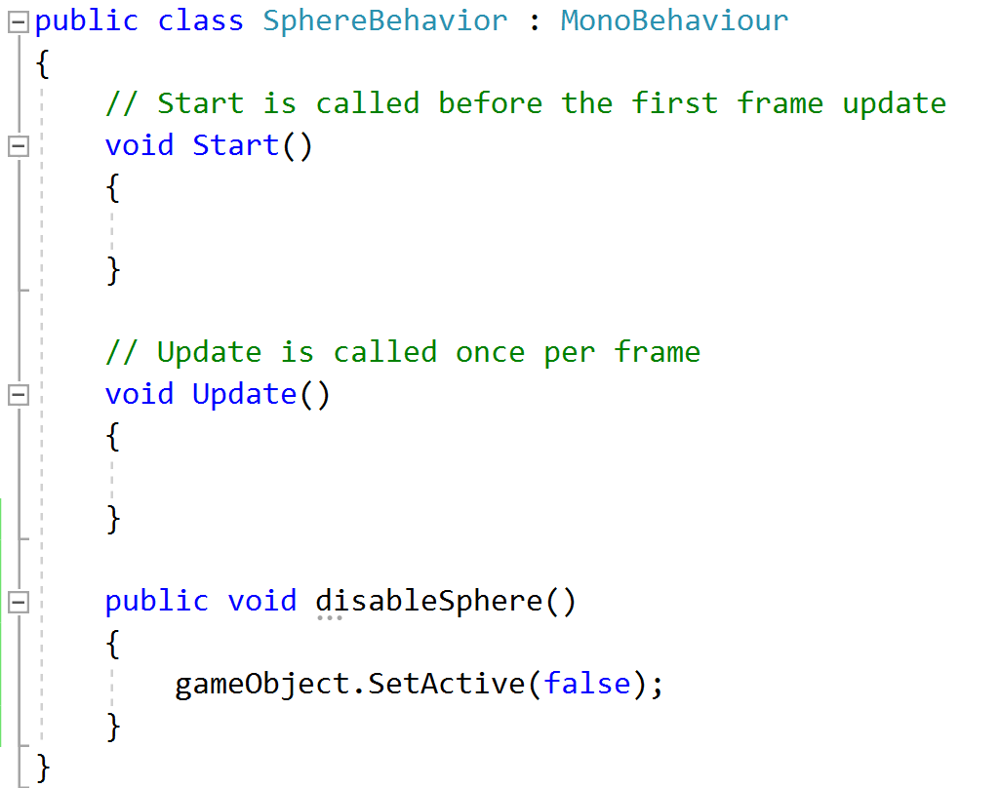 public class SphereBehavior : MonoBehaviour
{
    // Start is called before the first frame update
    void Start()
    {

    }

    // Update is called once per frame
    void Update()
    {

    }

    public void disableSphere()
    {
        gameObject.SetActive(false);
    }
}